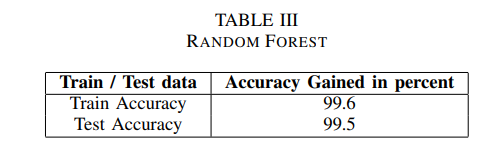 TABLE III
RANDOM FOREST
Train / Test data Accuracy Gained in percent
Train Accuracy 99.6
Test Accuracy 99.5